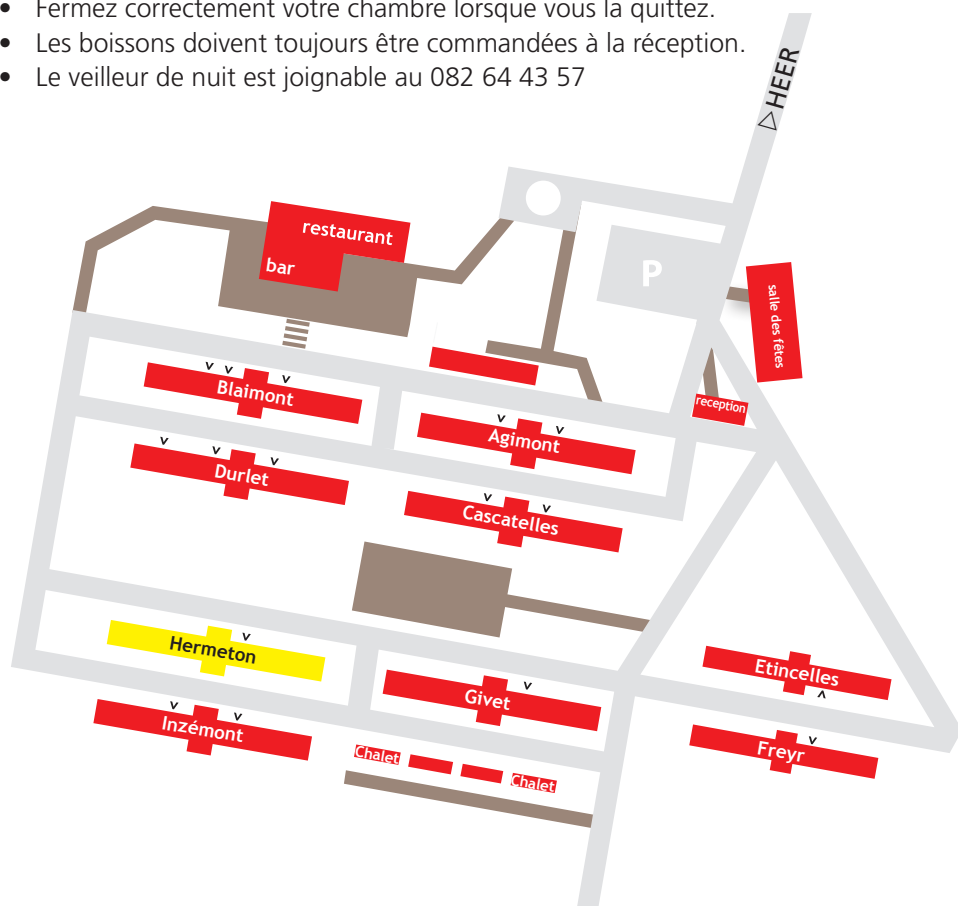 • Fermez correctement votre chambre lorsque vous la quittez.
• Les boissons doivent toujours être commandées à la réception.
• Le veilleur de nuit est joignable au 082 64 43 57
▷HEER
restaurant
bar
P
salle des fêtes
reception
Blaimont
Agimont
Durlet
Cascatelles
Hermeton
Etincelles
Givet
Inzémont
Freyr
Chalet
Chalet